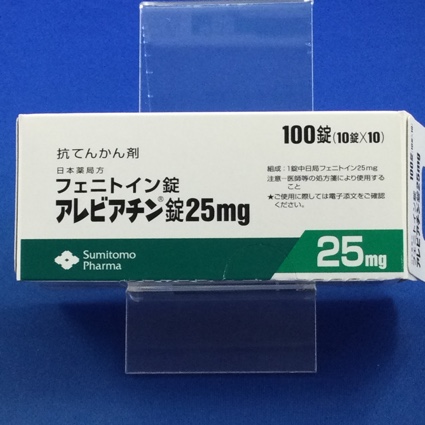 100錠(10錠×10)
抗てんかん剤
日本薬局方
フェニトイン錠
アレビアチン®錠25mg
組成：1錠中日局フェニトイン25mg
注意－医師等の処方箋により使用する
こと
★ご使用に際しては電子添文をご確認
ください。
Sumitomo
Pharma
25mg